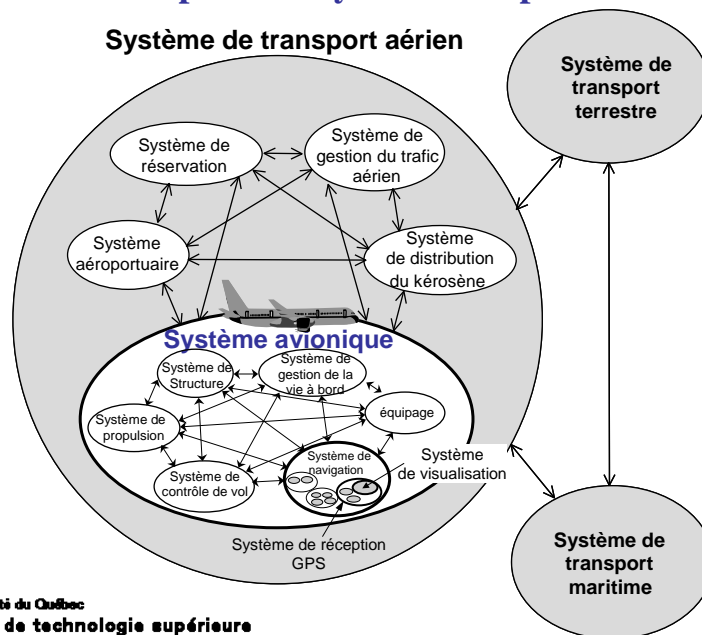 Système de transport aérien
Système de
transport
terrestre
Système de
réservation
Système de
gestion du trafic
aérien
Système
aéroportuaire
Système
de distribution
du kérosène
Système avionique
Système de
Structure
Système de
gestion de la
vie à bord
Système de
propulsion
équipage
Système de
navigation
Système
de visualisation
Système de
contrôle de vol
Système de réception
GPS
Système de
transport
maritime
té du Québec
de technologie supérieure